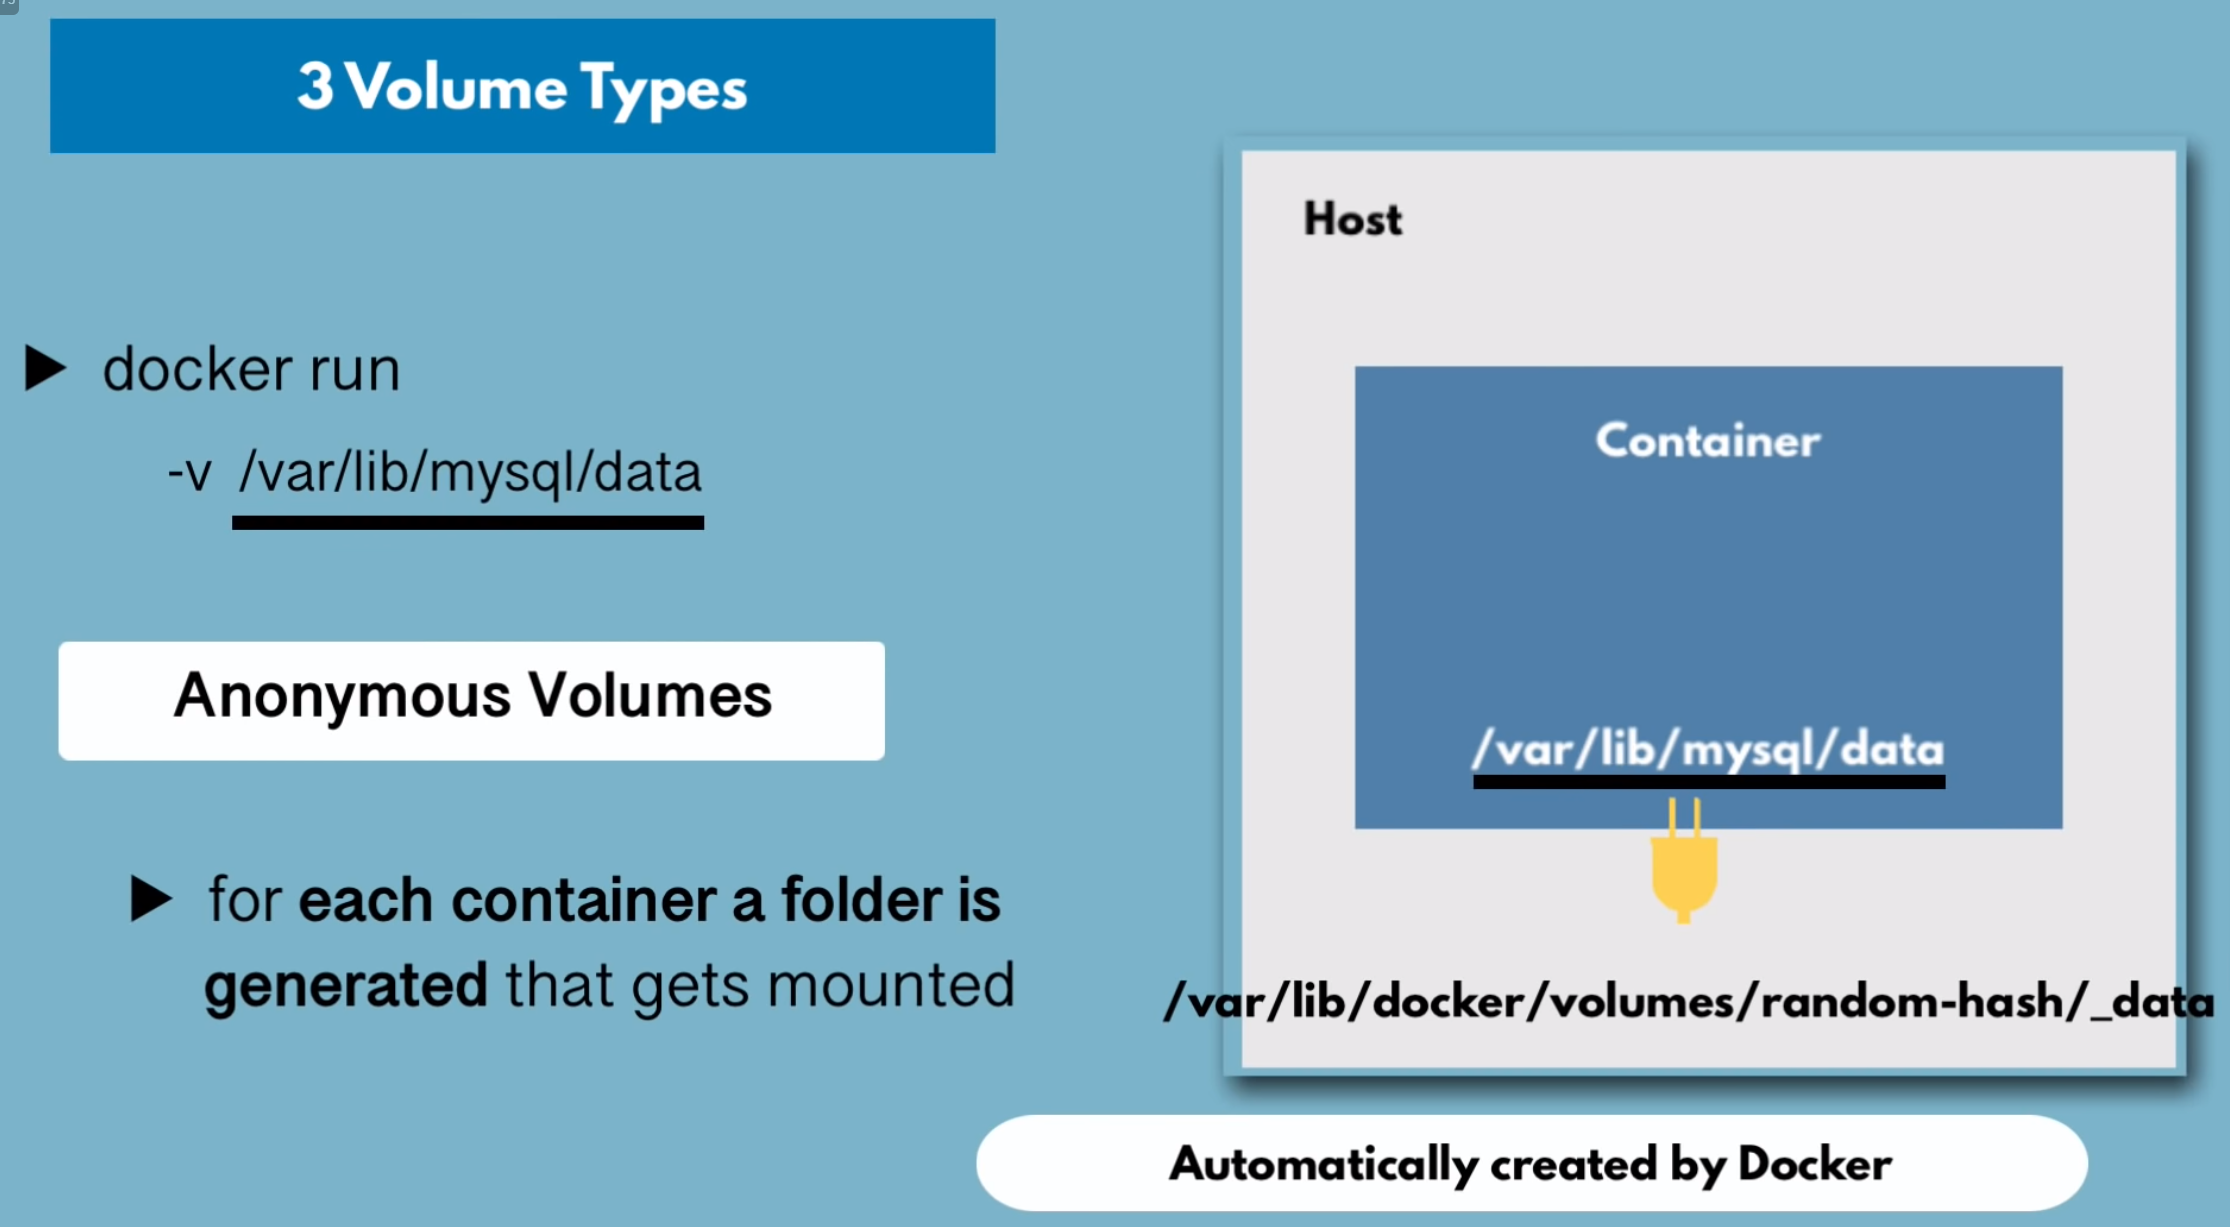 3 Volume Types
Host
docker run
-v /var/lib/mysql/data
Container
Anonymous Volumes
/var/lib/mysql/data
for each container a folder is
generated that gets mounted
/var/lib/docker/volumes/random-hash/_data
Automatically created by Docker